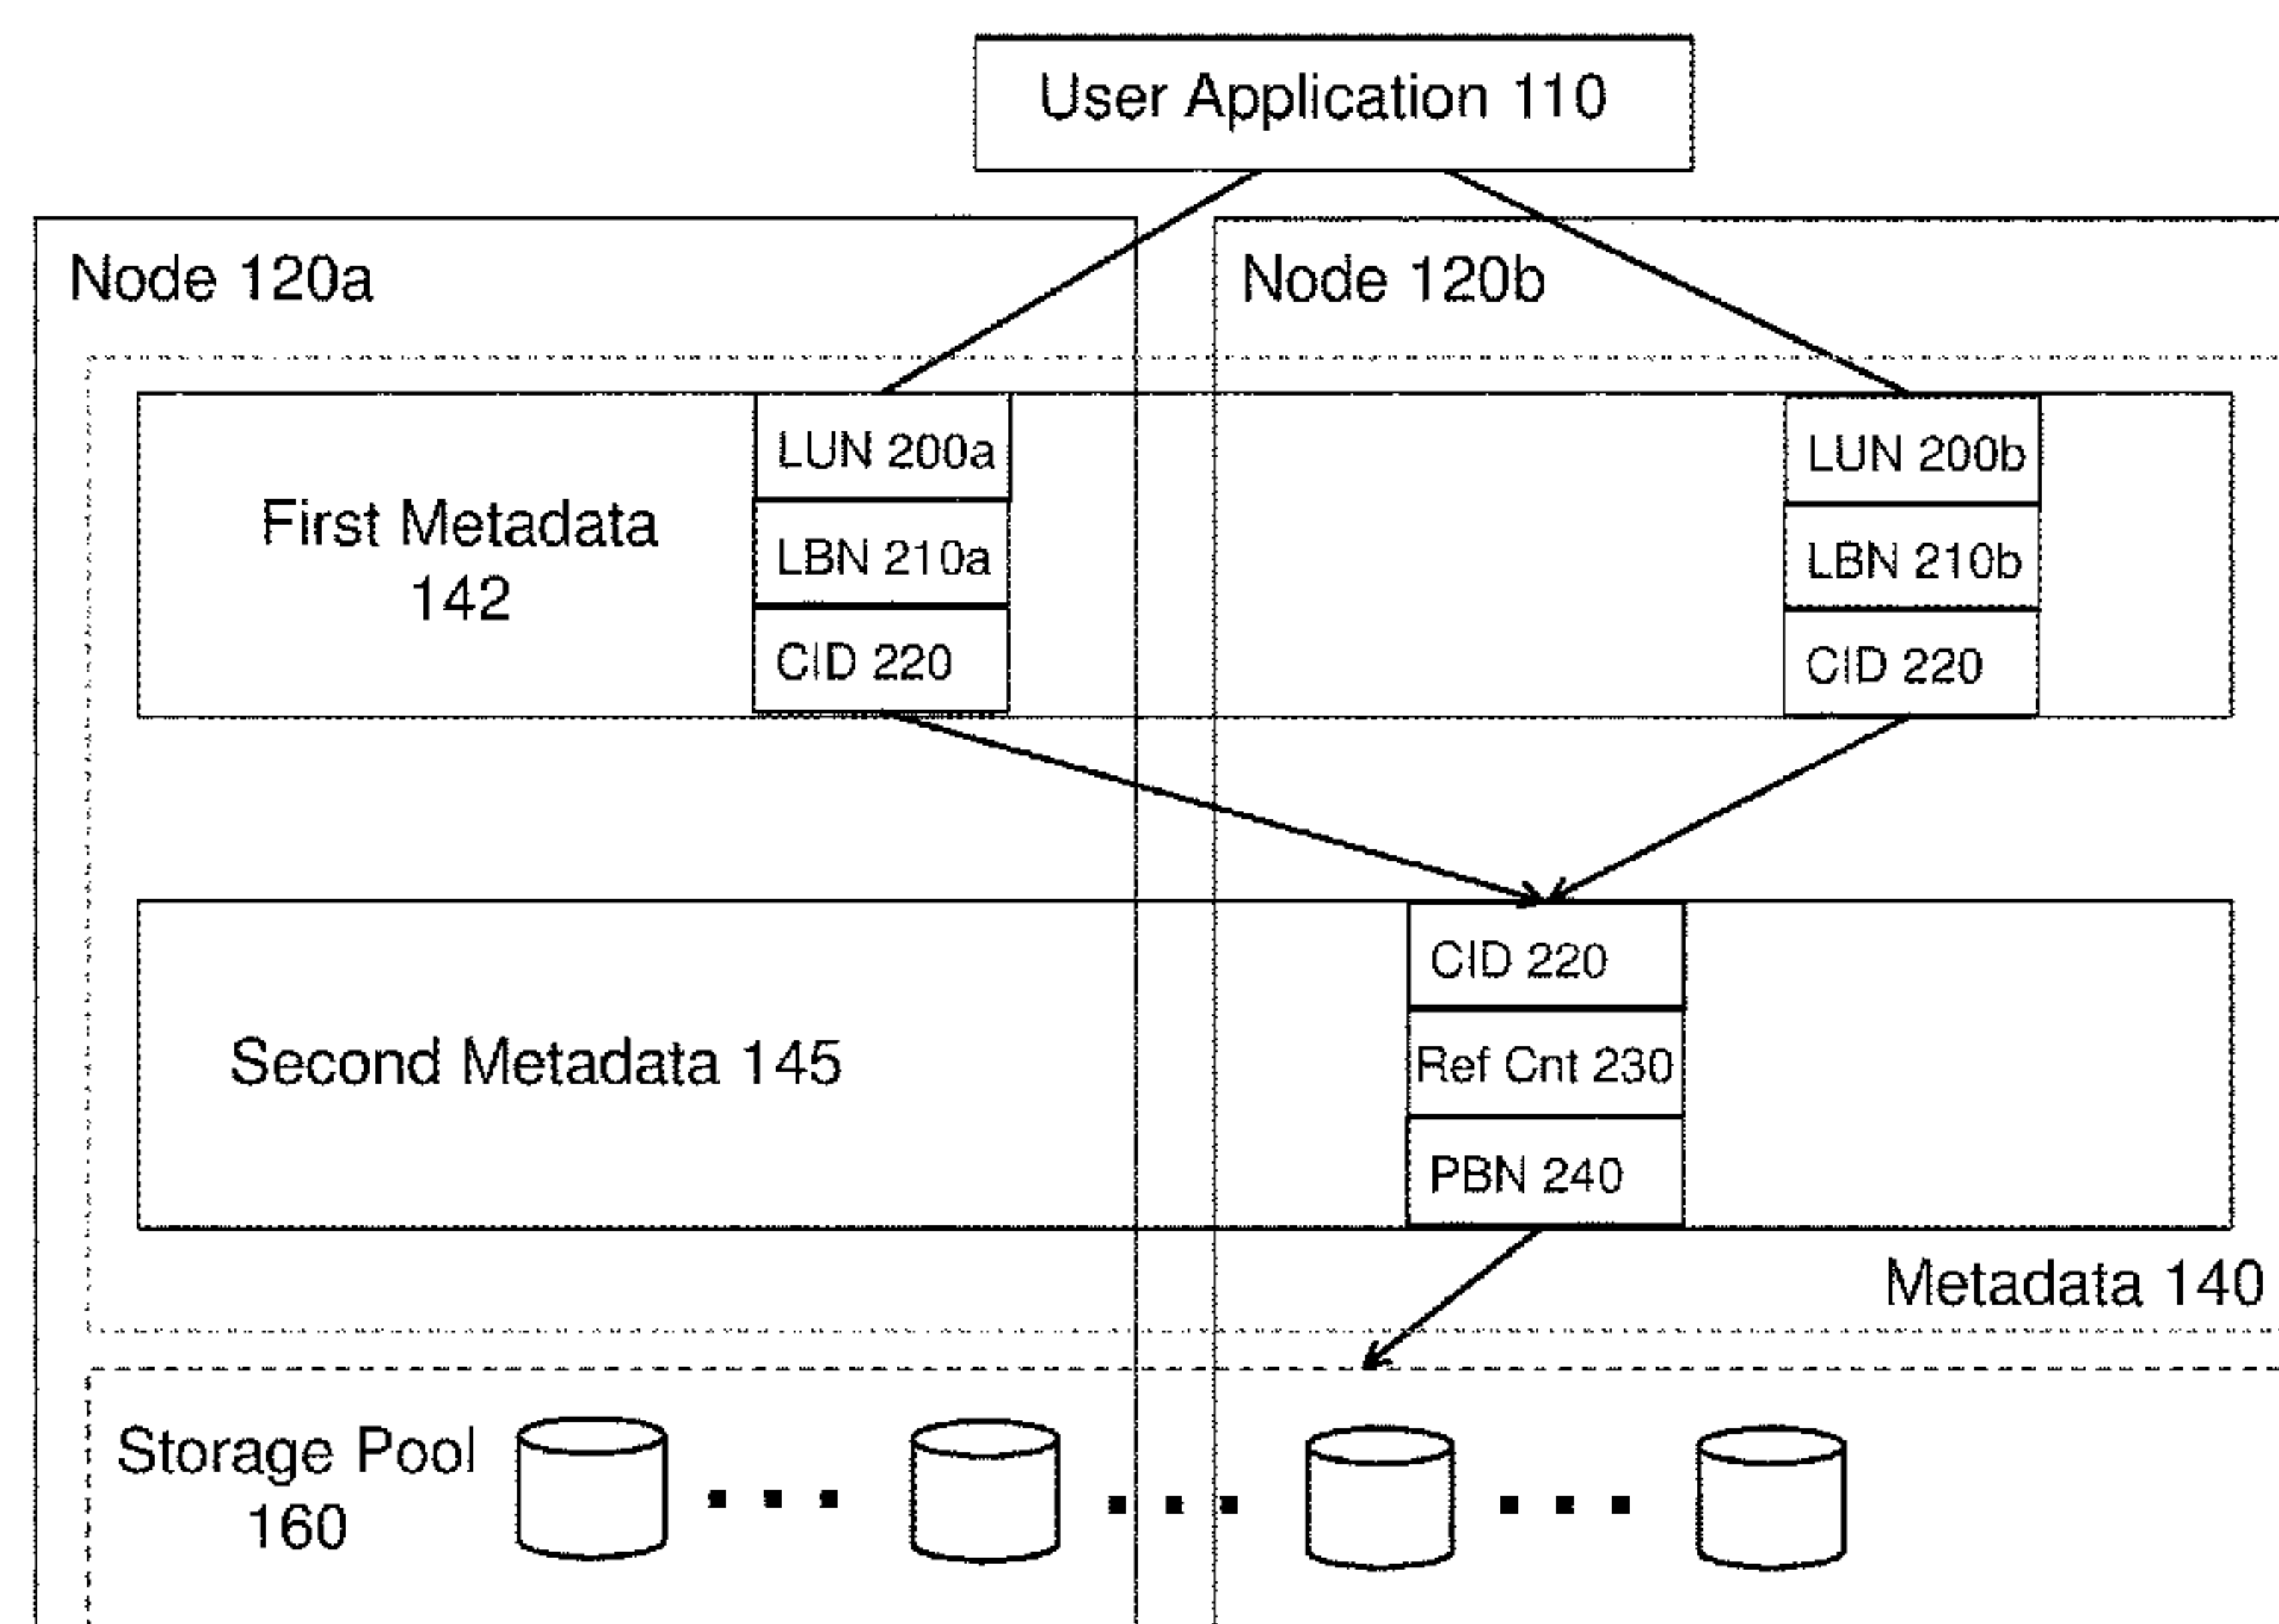 User Application 110
Node 120a
Node 120b
First Metadata
142
LUN 200a
LBN 210a
CID 220
LUN 200b
LBN 210b
CID 220
Second Metadata 145
CID 220
Ref Cnt 230
PBN 240
Metadata 140
Storage Pool
160